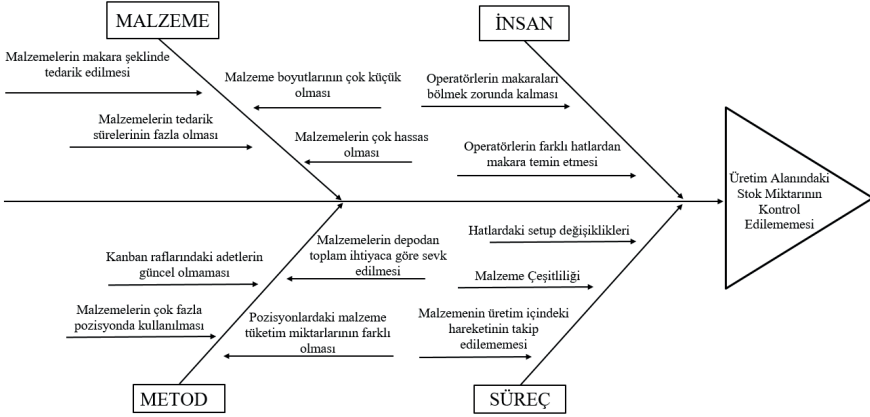 MALZEME
İNSAN
Malzemelerin makara şeklinde
tedarik edilmesi
Malzeme boyutlarının çok küçük
olması
Operatörlerin makaraları
bölmek zorunda kalması
Malzemelerin tedarik
sürelerinin fazla olması
Malzemelerin çok hassas
olması
Operatörlerin farklı hatlardan
makara temin etmesi
Üretim Alanındaki
Stok Miktarının
Kontrol
Edilememesi
Kanban raflarındaki adetlerin
güncel olmaması
Malzemelerin depodan
toplam ihtiyaca göre sevk
edilmesi
Hatlardaki setup değişiklikleri
Malzeme Çeşitliliği
Malzemelerin çok fazla
pozisyonda kullanılması
Pozisyonlardaki malzeme
tüketim miktarlarının farklı
olması
Malzemenin üretim içindeki
hareketinin takip
edilememesi
METOD
SÜREÇ